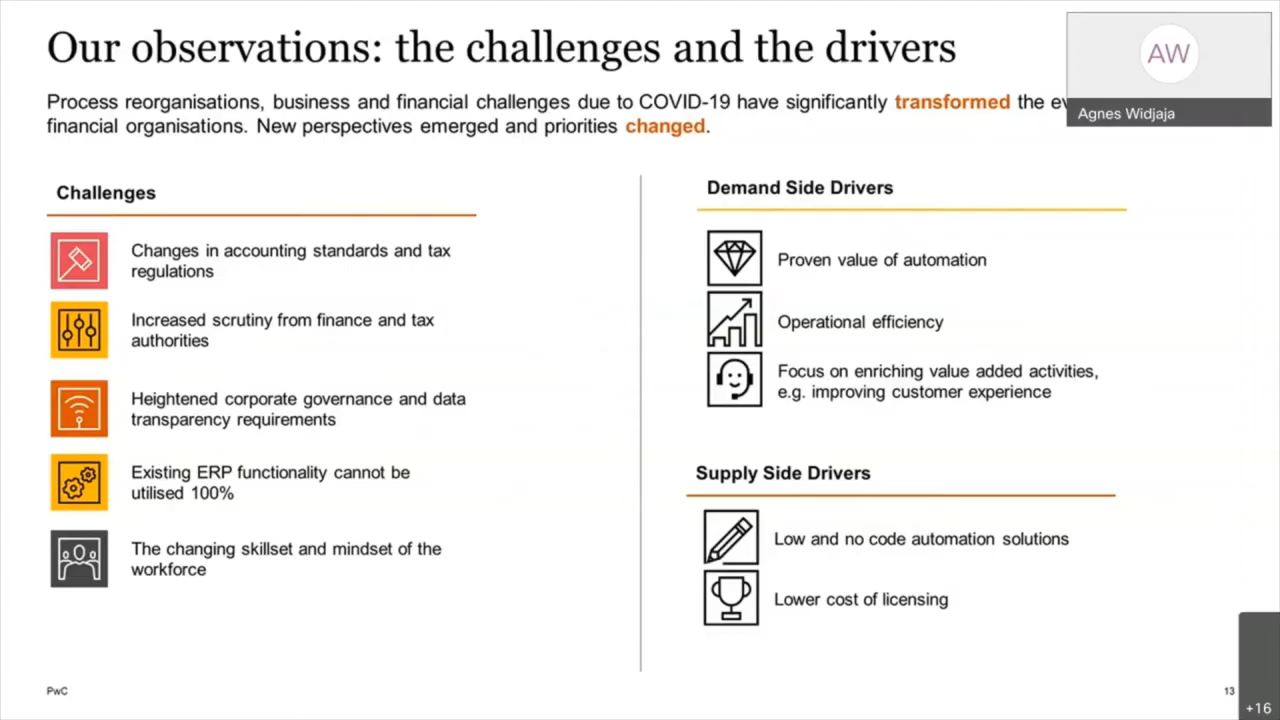 Our observations: the challenges and the drivers
AW
Agnes Widjaja
Process reorganisations, business and financial challenges due to COVID-19 have significantly transformed the
financial organisations. New perspectives emerged and priorities changed.
Challenges
Changes in accounting standards and tax
regulations
Increased scrutiny from finance and tax
authorities
Heightened corporate governance and data
transparency requirements
Existing ERP functionality cannot be
utilised 100%
The changing skillset and mindset of the
workforce
Demand Side Drivers
Proven value of automation
Operational efficiency
Focus on enriching value added activities,
e.g. improving customer experience
Supply Side Drivers
Low and no code automation solutions
Lower cost of licensing
PwC
13
+16